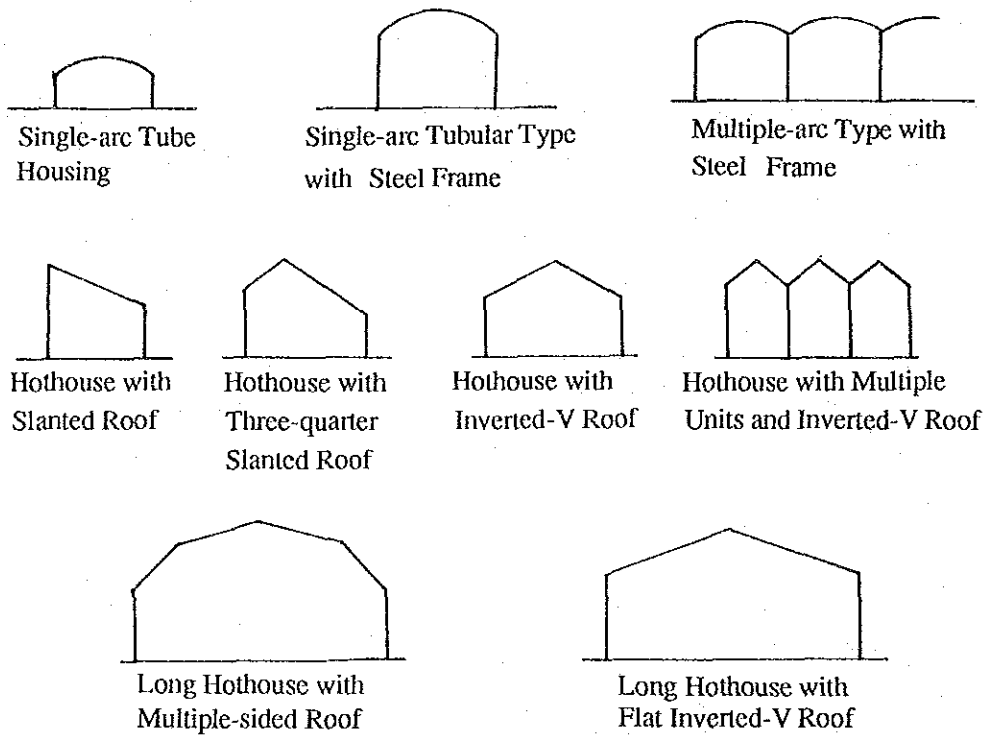 Single-arc Tube
Housing
Single-arc Tubular Type
with Steel Frame
Multiple-arc Type with
Steel Frame
Hothouse with
Slanted Roof
Hothouse with
Three-quarter
Slanted Roof
Hothouse with
Inverted-V Roof
Hothouse with Multiple
Units and Inverted-V Roof
Long Hothouse with
Multiple-sided Roof
Long Hothouse with
Flat Inverted-V Roof